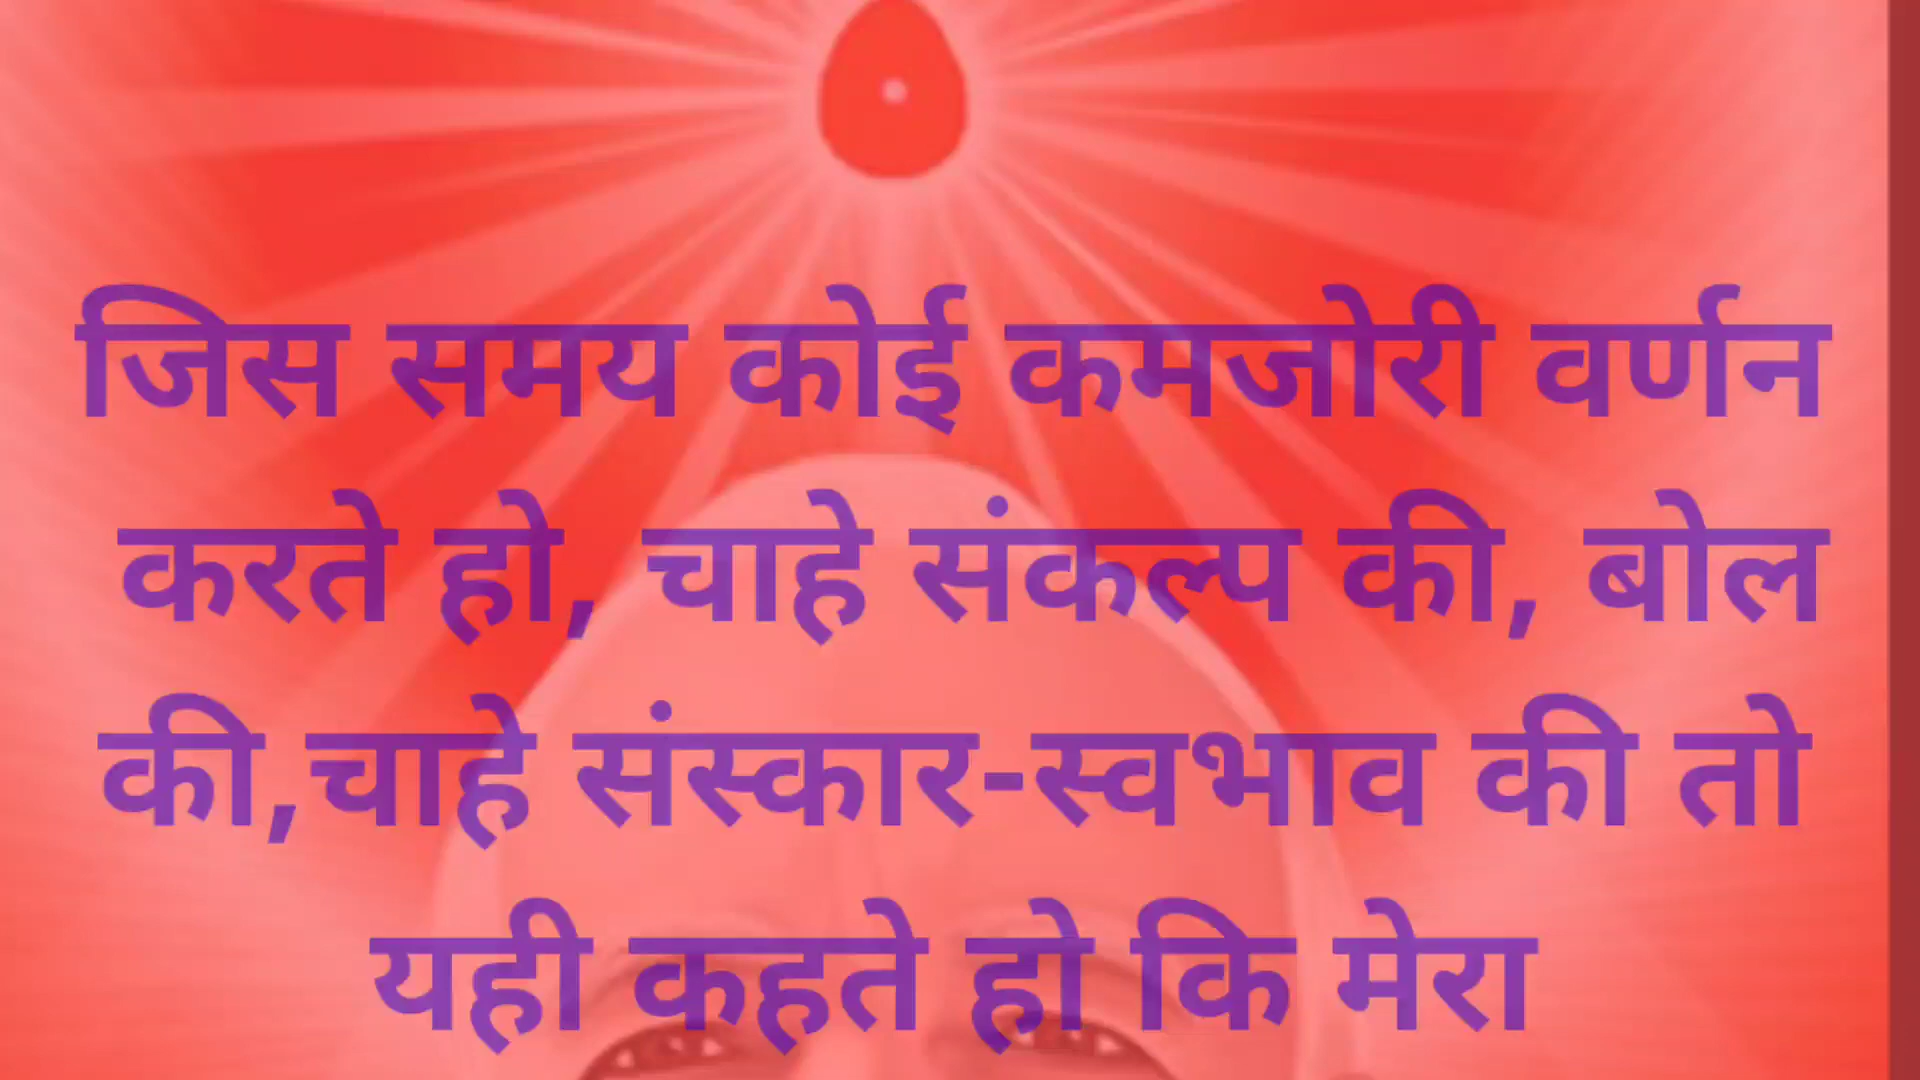 जिस समय कोई कमजोरी वर्णन
करते हो, चाहे संकल्प की, बोल
की,चाहे संस्कार-स्वभाव की तो
यही कहते हो कि मेरा